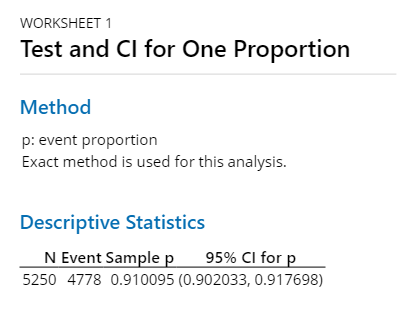 WORKSHEET 1
Test and CI for One Proportion
Method
p: event proportion
Exact method is used for this analysis.
Descriptive Statistics
N Event Sample p 95% CI for p
5250 4778 0.910095 (0.902033, 0.917698)